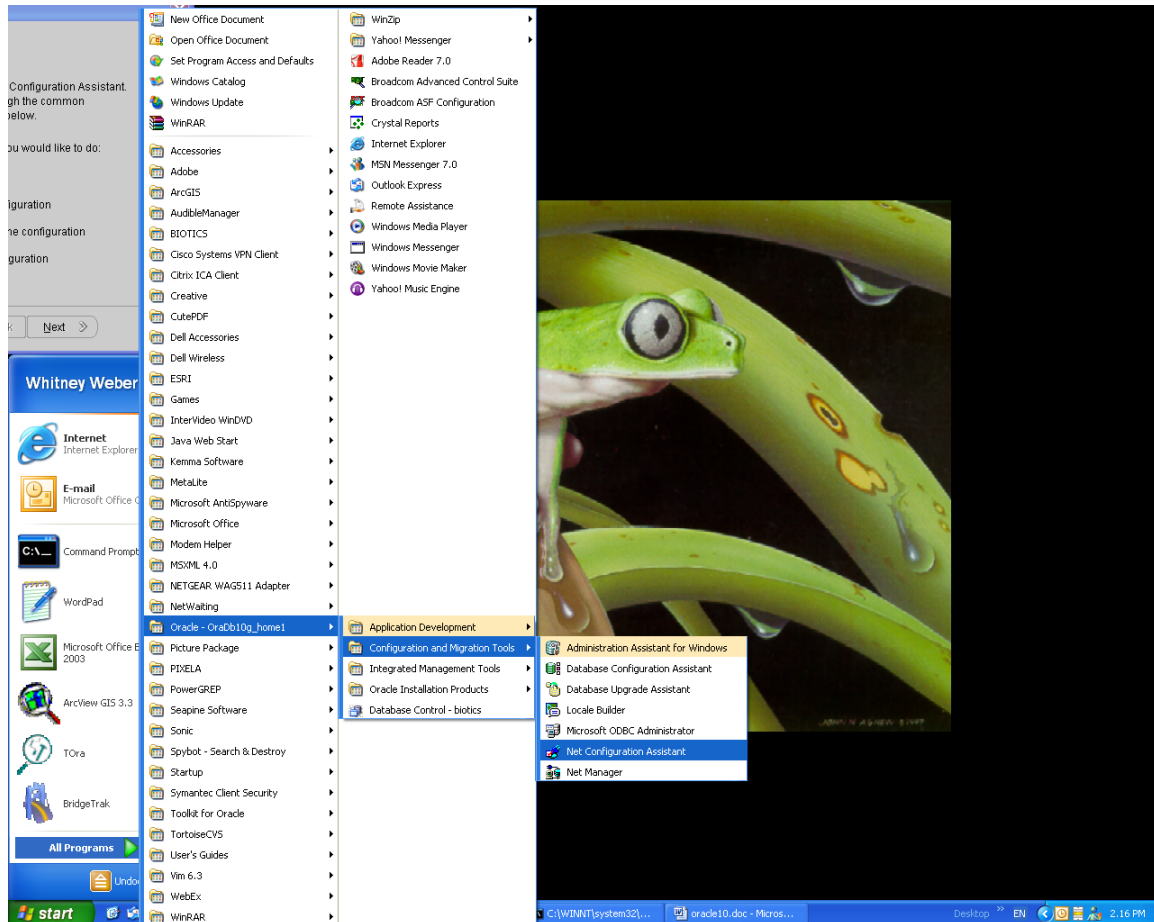 Configuration Assistant.
gh the common
below.
ou would like to do:
iguration
ne configuration
guration
Next
Whitney Weber
Internet
Internet Explorer
E-mail
Microsoft Office
Command Prompt
WordPad
Microsoft Office E
2003
ArcView GIS 3.3
TOra
BridgeTrak
All Programs
Undo
start
New Office Document
Open Office Document
Set Program Access and Defaults
Windows Catalog
Windows Update
WinRAR
Accessories
Adobe
ArcGIS
AudibleManager
BIOTICS
Cisco Systems VPN Client
Citrix ICA Client
Creative
CutePDF
Dell Accessories
Dell Wireless
ESRI
Games
InterVideo WinDVD
Java Web Start
Kemma Software
MetaLite
Microsoft AntiSpyware
Microsoft Office
Modem Helper
MSXML 4.0
NETGEAR WAG511 Adapter
NetWaiting
Oracle - OraDb10g_home1
Picture Package
PIXELA
PowerGREP
Seapine Software
Sonic
Spybot - Search & Destroy
Startup
Symantec Client Security
Toolkit for Oracle
TortoiseCVS
User's Guides
Vim 6.3
WebEx
WinRAR
WinZip
Yahoo! Messenger
Adobe Reader 7.0
Broadcom Advanced Control Suite
Broadcom ASF Configuration
Crystal Reports
Internet Explorer
MSN Messenger 7.0
Outlook Express
Remote Assistance
Windows Media Player
Windows Messenger
Windows Movie Maker
Yahoo! Music Engine
Application Development
Configuration and Migration Tools
Integrated Management Tools
Oracle Installation Products
Database Control - biotics
Administration Assistant for Windows
Database Configuration Assistant
Database Upgrade Assistant
Locale Builder
Microsoft ODBC Administrator
Net Configuration Assistant
Net Manager
C:\WINNT\system32\...
oracle10.doc - Micros...
Desktop
EN
2:16 PM